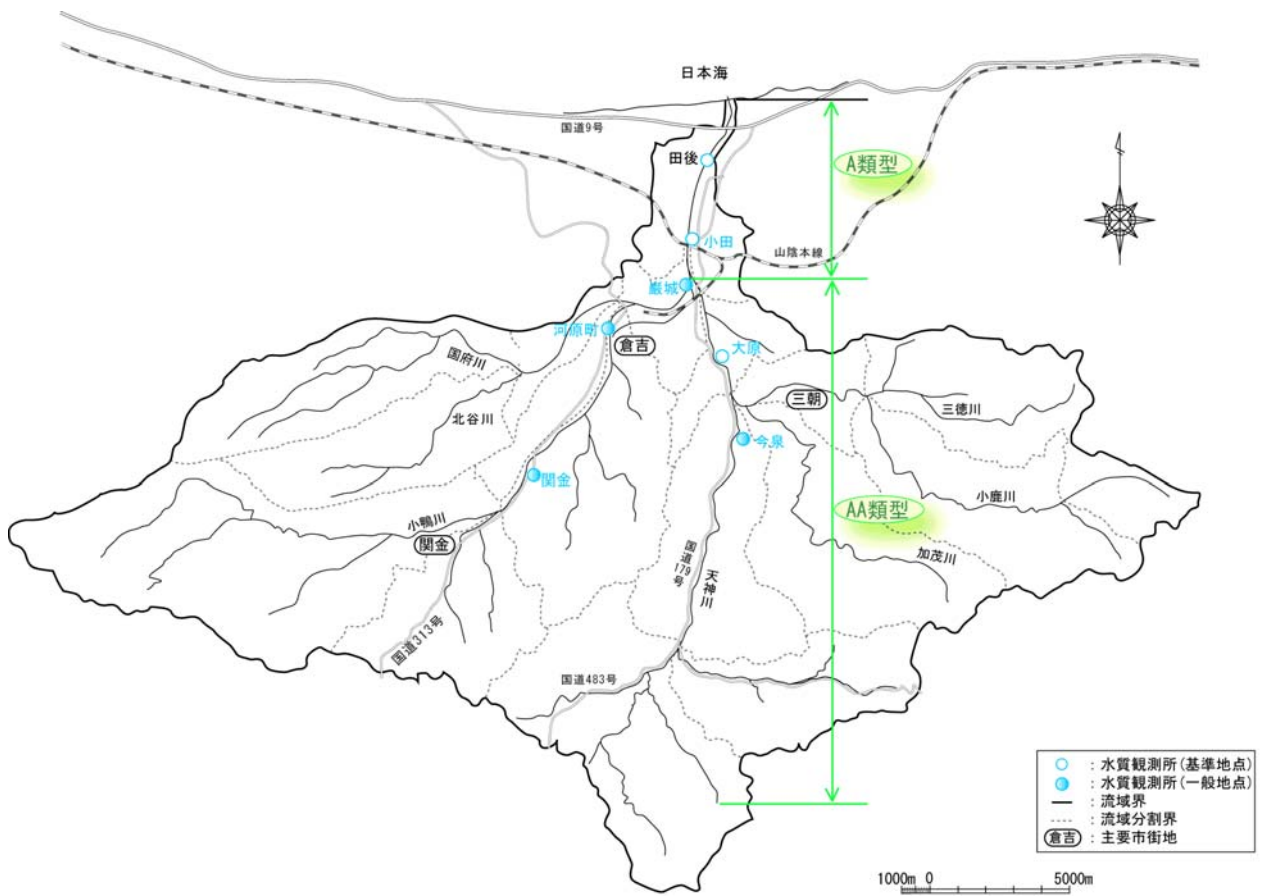 日本海
国道9号
田後
A類型
小田
山陰本線
巌城
河原町
倉吉
大原
国府川
三朝
三徳川
北谷川
今泉
関金
小鹿川
AA類型
小鴨川
関金
加茂川
国道179号
天神川
国道313号
国道483号
○ : 水質観測所(基準地点)
: 水質観測所(一般地点)
: 流域界
: 流域分割界
倉吉 : 主要市街地
1000m 0 5000m